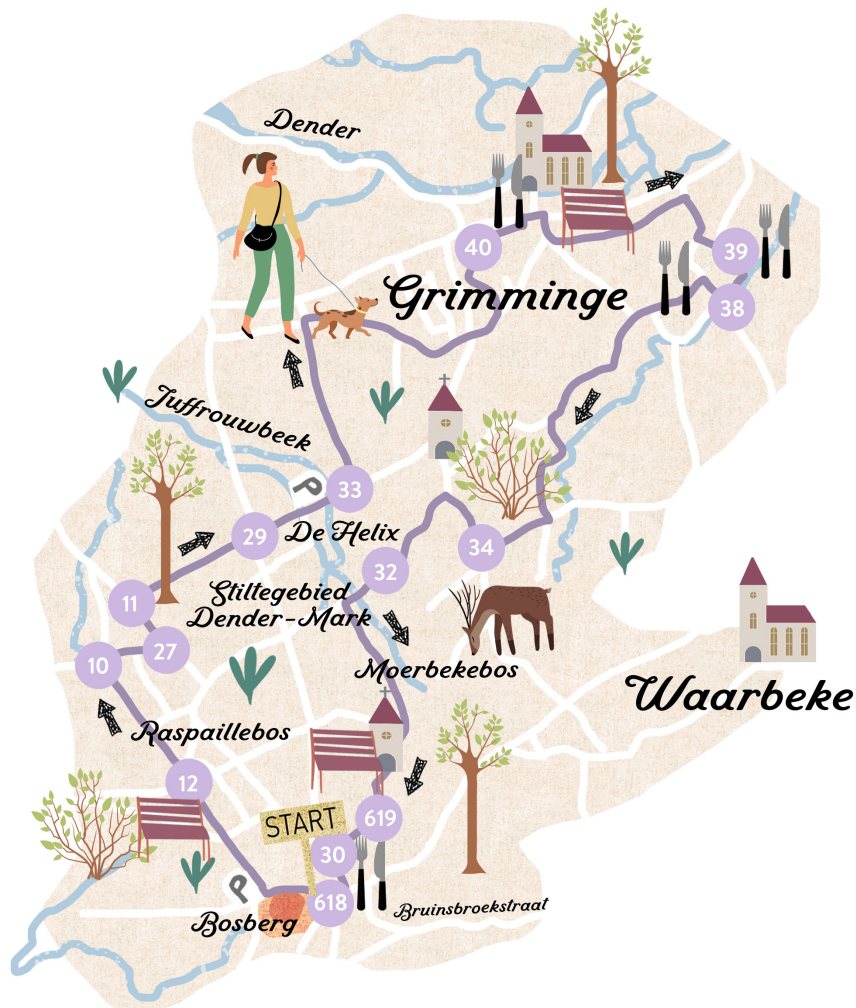 Dender
40
39
Grimminge
38
Juffrouwbeek
P
33
29
De Helix
34
32
Stiltegebied
Dender-Mark
11
27
10
Moerbekebos
Waarbeke
Raspaillebos
12
START
619
30
P
618
Bosberg
Bruinsbroekstraat